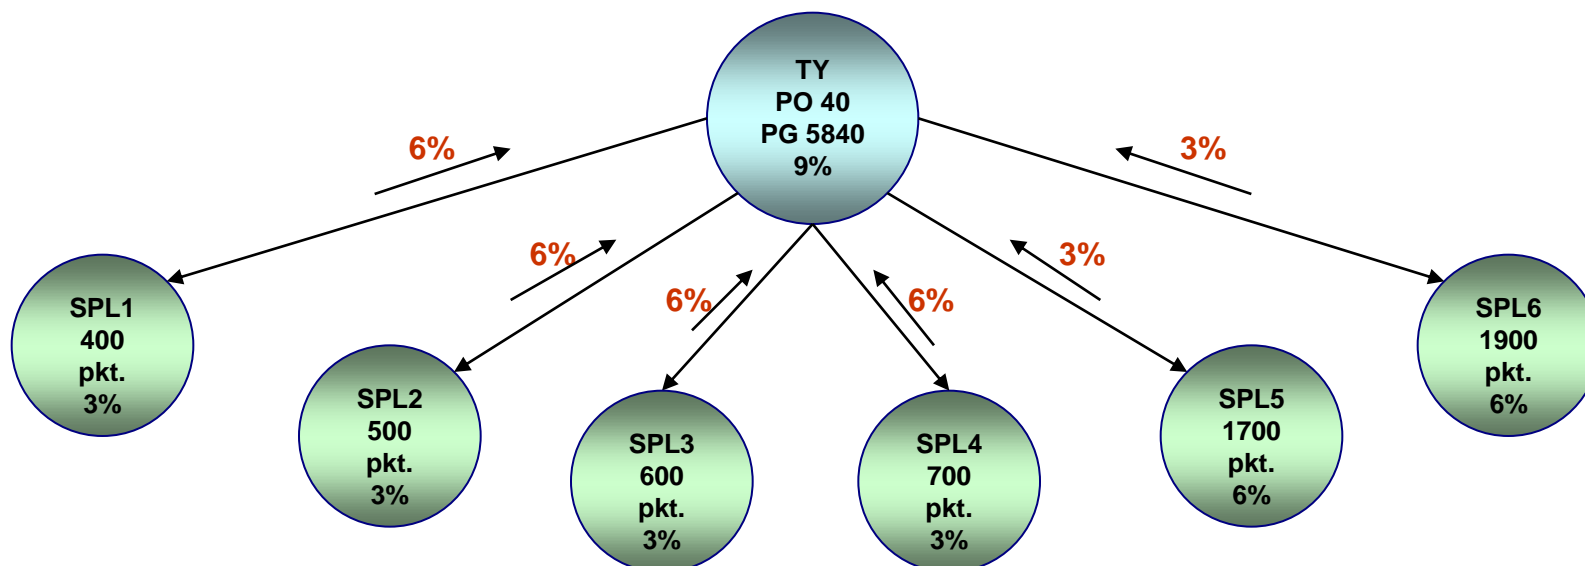 TY
PO 40
PG 5840
9%
6%
3%
6%
3%
6%
6%
SPL1
400
pkt.
3%
SPL2
500
pkt.
3%
SPL3
600
pkt.
3%
SPL4
700
pkt.
3%
SPL5
1700
pkt.
6%
SPL6
1900
pkt.
6%